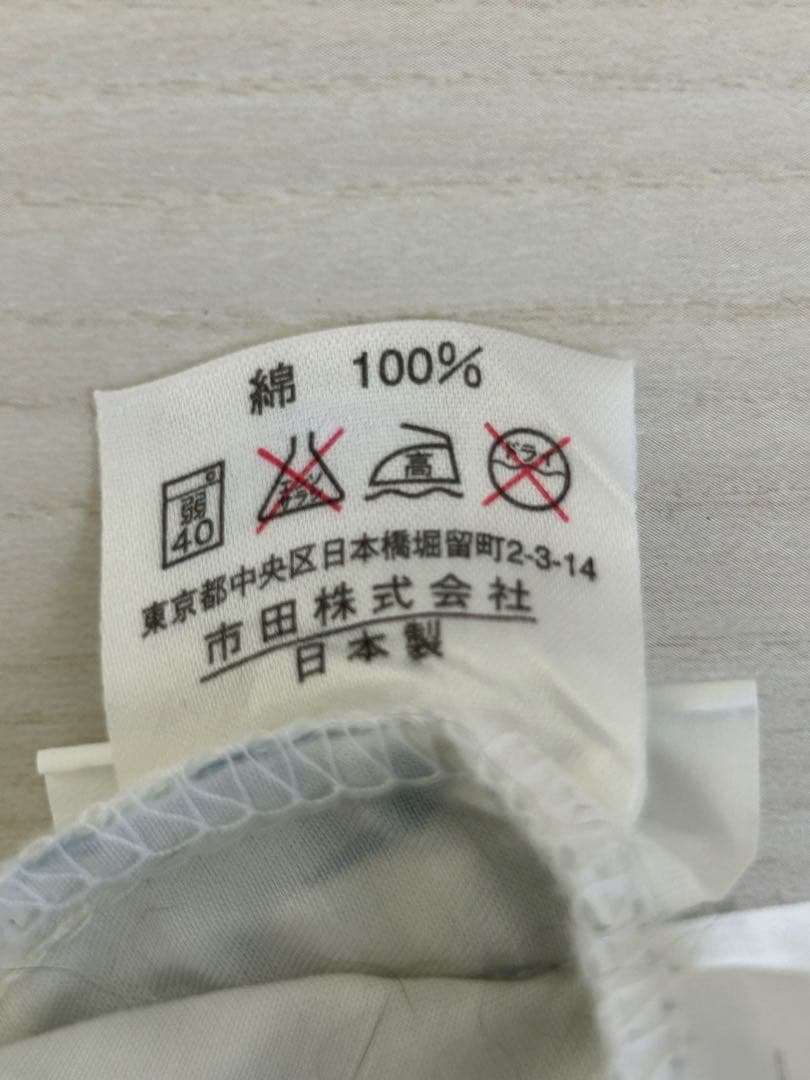 綿 100%
弱 40 エンソ サラシ 高 ドライ
東京都中央区日本橋堀留町2-3-14
市田株式会社
日本製